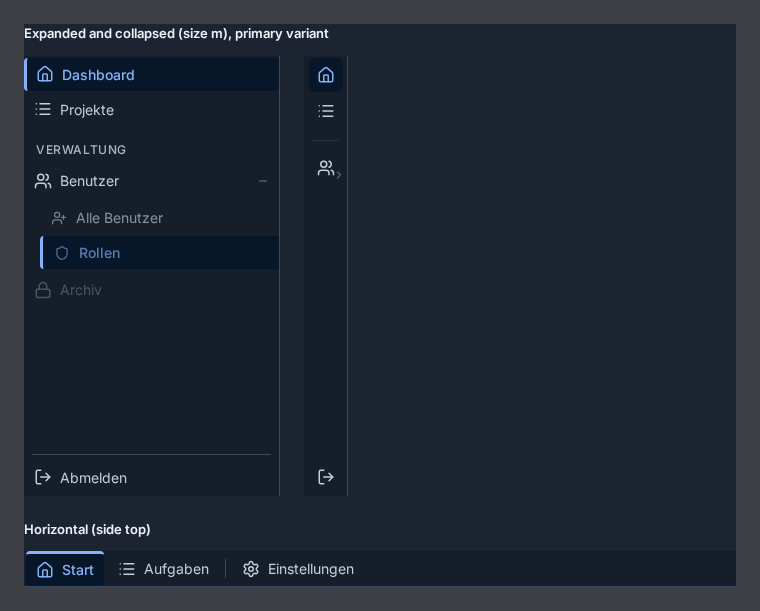 Expanded and collapsed (size m), primary variant
Dashboard
Projekte
VERWALTUNG
Benutzer
Alle Benutzer
Rollen
Archiv
Abmelden
Horizontal (side top)
Start
Aufgaben
Einstellungen